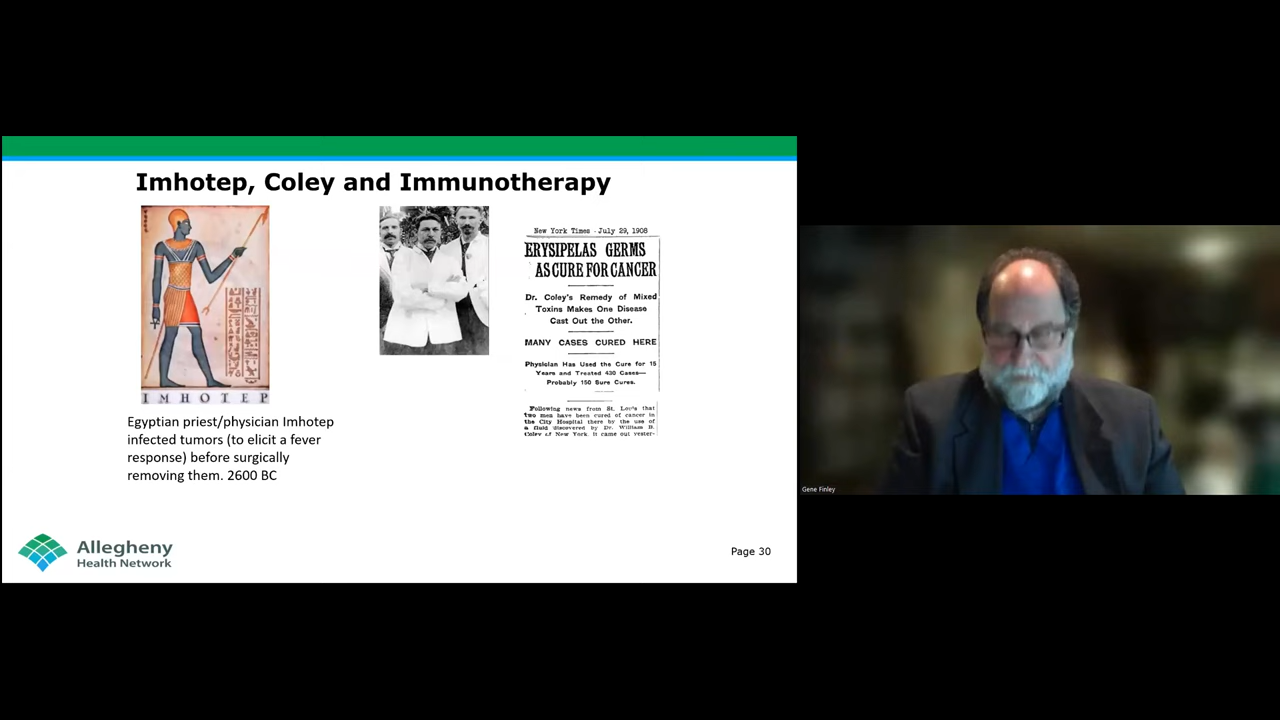 Imhotep, Coley and Immunotherapy
IMHOTEP
Egyptian priest/physician Imhotep
infected tumors (to elicit a fever
response) before surgically
removing them. 2600 BC
New York Times - July 29, 1908
ERYSIPELAS GERMS
AS CURE FOR CANCER
Dr. Coley's Remedy of Mixed
Toxins Makes One Disease
Cast Out the Other.
MANY CASES CURED HERE
Physician Has Used the Cure for 15
Years and Treated 430 Cases—
Probably 150 Sure Cures.
Following news from St. Louis that
two men have been cured of cancer in
the City Hospital there by the use of
a fluid discovered by Dr. William B.
Coley of New York, it came out yester-
Allegheny
Health Network
Page 30
Gene Finley